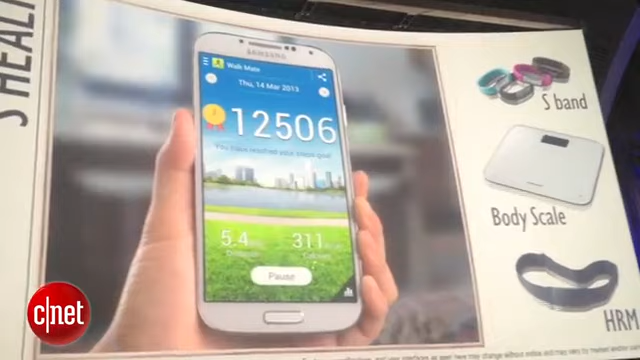 S HEALT
SAMSUNG
Walk Mate
Thu, 14 Mar 2013
12506
You have reached your steps goal
5.4
311
Distance
Calories
Pause
S band
Body Scale
HRM
c|net